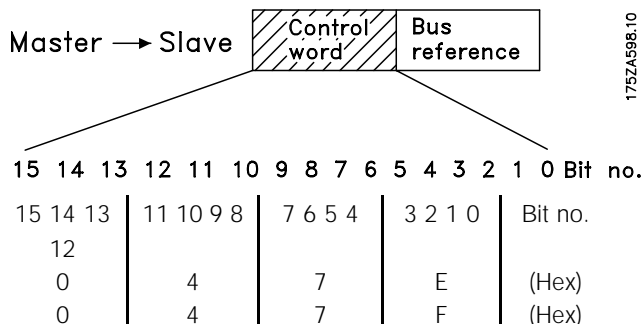 Master → Slave
Control word
Bus reference
175ZA598.10
15 14 13 12 11 10 9 8 7 6 5 4 3 2 1 0 Bit no.
15 14 13 12 | 11 10 9 8 | 7 6 5 4 | 3 2 1 0 | Bit no.
0 | 4 | 7 | E | (Hex)
0 | 4 | 7 | F | (Hex)